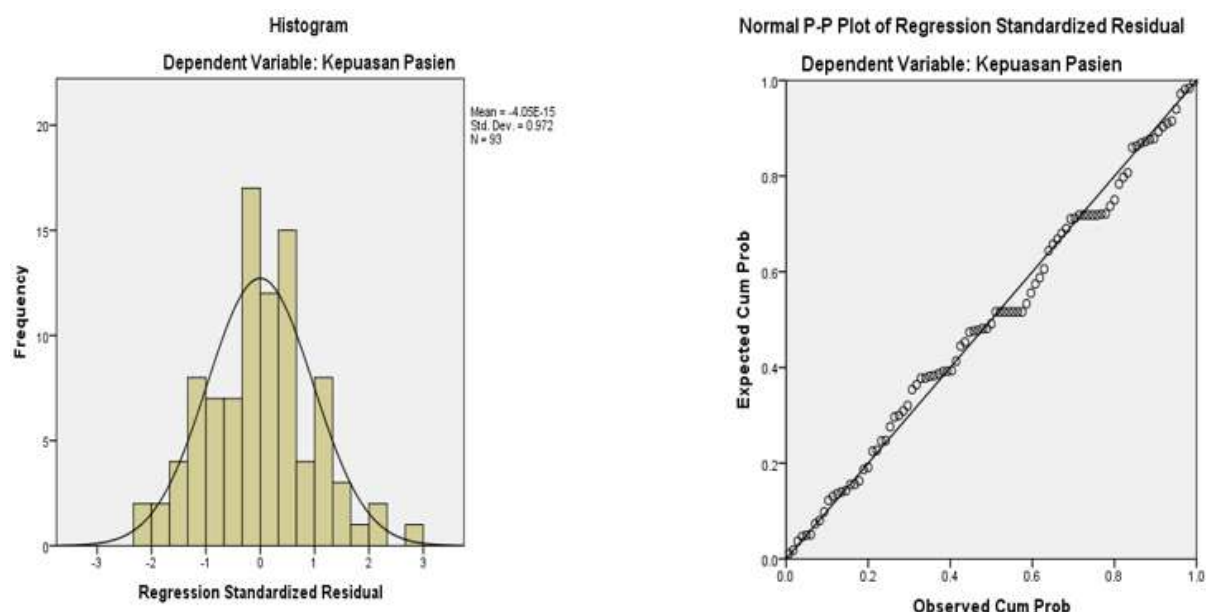 Histogram
Dependent Variable: Kepuasan Pasien
Mean = -4.05E-15
Std. Dev. = 0.972
N = 93
20
15
10
5
0
Frequency
-3 -2 -1 0 1 2 3
Regression Standardized Residual
Normal P-P Plot of Regression Standardized Residual
Dependent Variable: Kepuasan Pasien
1.0
0.8
0.6
0.4
0.2
0.0
Expected Cum Prob
0.0 0.2 0.4 0.6 0.8 1.0
Observed Cum Prob